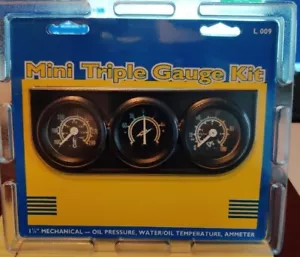 L 009
Mini Triple Gauge Kit
1½" MECHANICAL — OIL PRESSURE, WATER/OIL TEMPERATURE, AMMETER